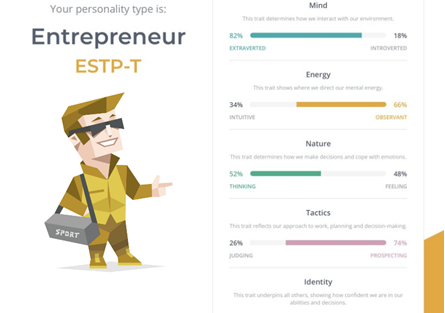 Your personality type is:
Entrepreneur
ESTP-T
SPORT
Mind
This trait determines how we interact with our environment.
82% 18%
EXTRAVERTED INTROVERTED
Energy
This trait shows where we direct our mental energy.
34% 66%
INTUITIVE OBSERVANT
Nature
This trait determines how we make decisions and cope with emotions.
52% 48%
THINKING FEELING
Tactics
This trait reflects our approach to work, planning and decision-making.
26% 74%
JUDGING PROSPECTING
Identity
This trait underpins all others, showing how confident we are in our
abilities and decisions.